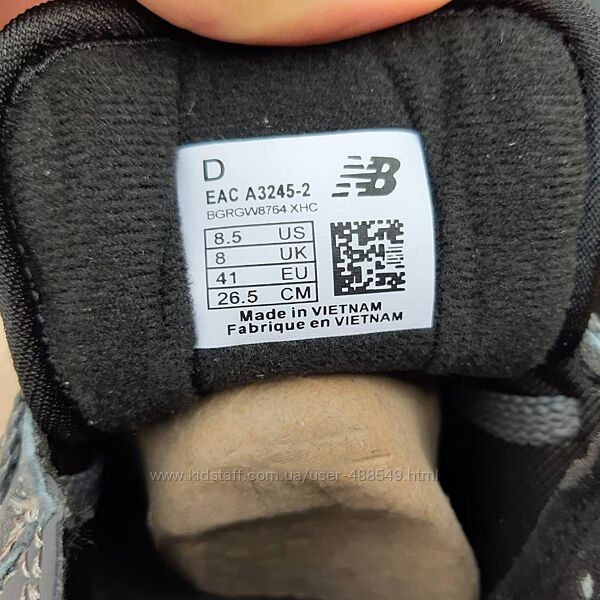 D
EAC A3245-2
NB
BGRGW8764 XHC
8.5 US
8 UK
41 EU
26.5 CM
Made in VIETNAM
Fabrique en VIETNAM
www.kidstaff.com.ua/user-488549.html